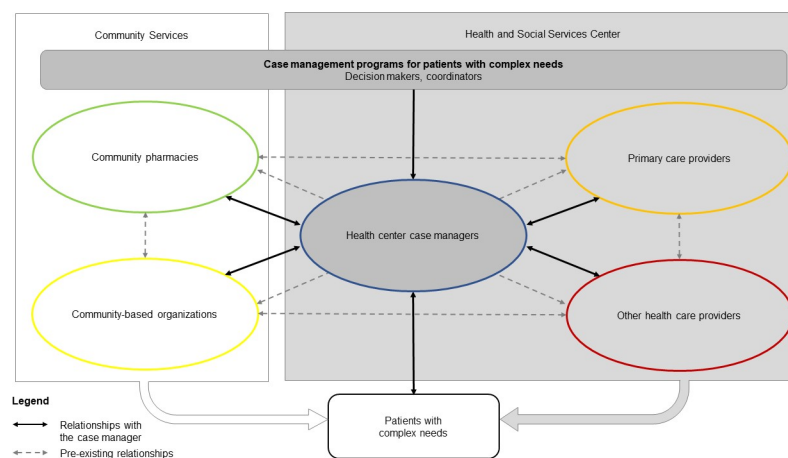 Community Services
Health and Social Services Center
Case management programs for patients with complex needs
Decision makers, coordinators
Community pharmacies
Primary care providers
Health center case managers
Community-based organizations
Other health care providers
Legend
Relationships with
the case manager
Pre-existing relationships
Patients with
complex needs